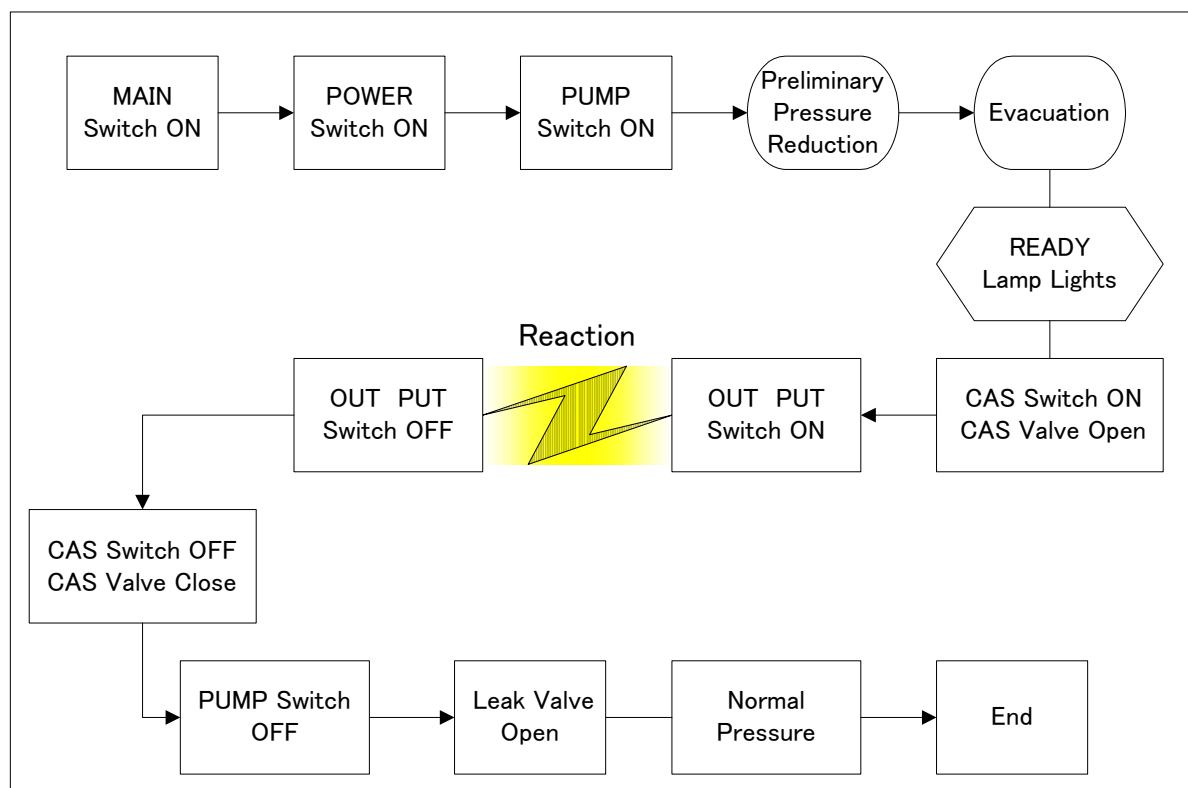 MAIN
Switch ON
POWER
Switch ON
PUMP
Switch ON
Preliminary
Pressure
Reduction
Evacuation
READY
Lamp Lights
CAS Switch ON
CAS Valve Open
OUT PUT
Switch ON
Reaction
OUT PUT
Switch OFF
CAS Switch OFF
CAS Valve Close
PUMP Switch
OFF
Leak Valve
Open
Normal
Pressure
End